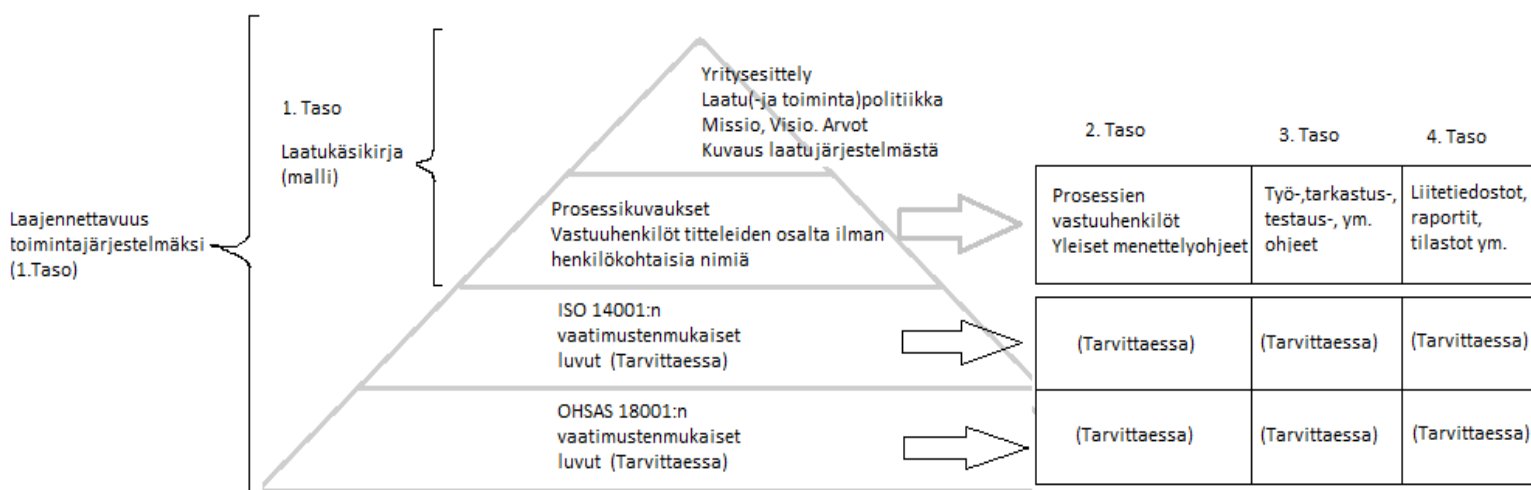 Laajennettavuus
toimintajärjestelmäksi
(1.Taso)
1. Taso
Laatukäsikirja
(malli)
Yritysesittely
Laatu(-ja toiminta)politiikka
Missio, Visio. Arvot
Kuvaus laatujärjestelmästä
Prosessikuvaukset
Vastuuhenkilöt titteleiden osalta ilman
henkilökohtaisia nimiä
ISO 14001:n
vaatimustenmukaiset
luvut (Tarvittaessa)
OHSAS 18001:n
vaatimustenmukaiset
luvut (Tarvittaessa)
2. Taso
3. Taso
4. Taso
Prosessien
vastuuhenkilöt
Yleiset menettelyohjeet
Työ-,tarkastus-,
testaus-, ym.
ohjeet
Liitetiedostot,
raportit,
tilastot ym.
(Tarvittaessa)
(Tarvittaessa)
(Tarvittaessa)
(Tarvittaessa)
(Tarvittaessa)
(Tarvittaessa)